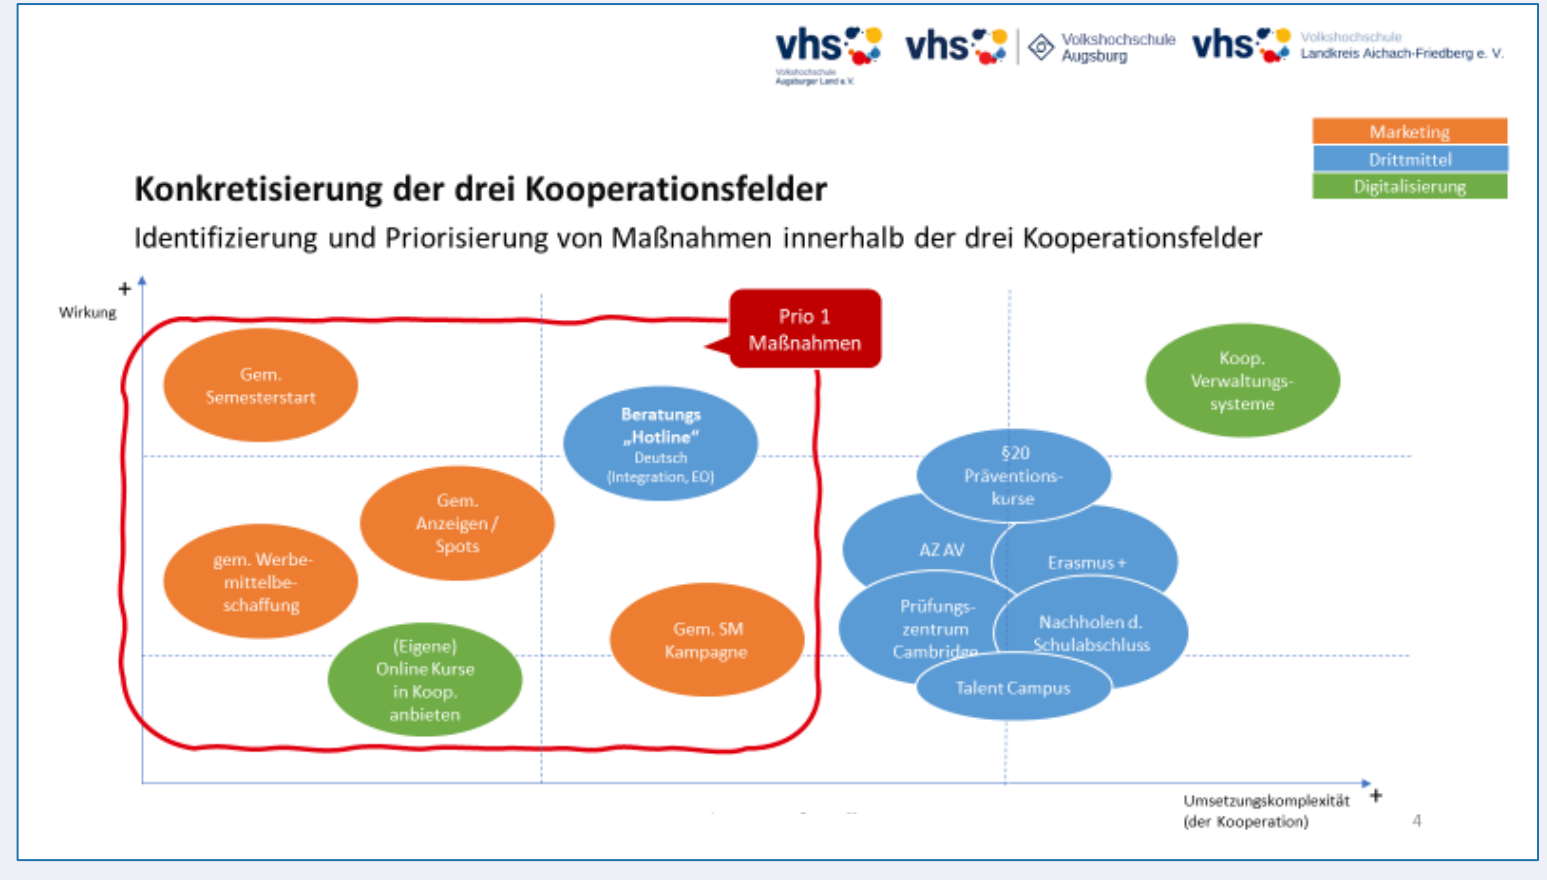 vhs
Volkshochschule
Augsburger Land e. V.
vhs
Volkshochschule
Augsburg
vhs
Volkshochschule
Landkreis Aichach-Friedberg e. V.
Marketing
Drittmittel
Digitalisierung
Konkretisierung der drei Kooperationsfelder
Identifizierung und Priorisierung von Maßnahmen innerhalb der drei Kooperationsfelder
+
Wirkung
Prio 1
Maßnahmen
Gem.
Semesterstart
Beratungs
„Hotline“
Deutsch
(Integration, EO)
Koop.
Verwaltungs-
systeme
Gem.
Anzeigen /
Spots
gem. Werbe-
mittelbe-
schaffung
(Eigene)
Online Kurse
in Koop.
anbieten
Gem. SM
Kampagne
§20
Präventions-
kurse
AZ AV
Erasmus +
Prüfungs-
zentrum
Cambridge
Nachholen d.
Schulabschluss
Talent Campus
Umsetzungskomplexität
(der Kooperation)
+
4